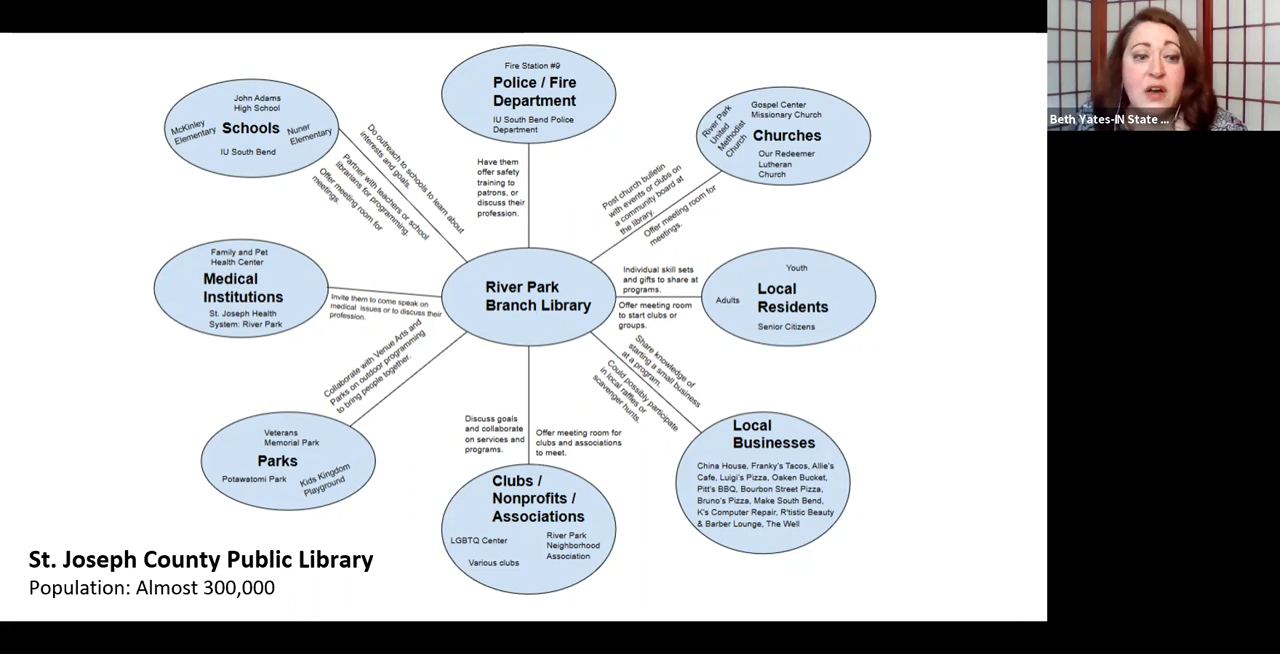 Fire Station #9
Police / Fire
Department
IU South Bend Police
Department
John Adams
High School
McKinley
Elementary
Schools
Nuner
Elementary
IU South Bend
Gospel Center
Missionary Church
River Park
United
Methodist
Church
Churches
Our Redeemer
Lutheran
Church
Beth Yates-IN State ...
Do outreach to schools to learn about
interests and goals.
Partner with teachers or school
librarians for programming.
Offer meeting room for
meetings.
Have them
offer safety
training to
patrons, or
discuss their
profession.
Post church bulletin
with events or clubs on
a community board at
the library.
Offer meeting room for
meetings.
Family and Pet
Health Center
Medical
Institutions
St. Joseph Health
System: River Park
Invite them to come speak on
medical issues or to discuss their
profession.
River Park
Branch Library
Individual skill sets
and gifts to share at
programs.
Offer meeting room
to start clubs or
groups.
Youth
Adults
Local
Residents
Senior Citizens
Collaborate with Venue Arts and
Parks on outdoor programming
to bring people together.
Share knowledge of
starting a small business
at a program.
Could possibly participate
in local raffles or
scavenger hunts.
Veterans
Memorial Park
Parks
Potawatomi Park
Kids Kingdom
Playground
Discuss goals
and collaborate
on services and
programs.
Offer meeting room for
clubs and associations
to meet.
Clubs /
Nonprofits /
Associations
LGBTQ Center
River Park
Neighborhood
Association
Various clubs
Local
Businesses
China House, Franky's Tacos, Allie's
Cafe, Luigi's Pizza, Oaken Bucket,
Pitt's BBQ, Bourbon Street Pizza,
Bruno's Pizza, Make South Bend,
K's Computer Repair, R'tistic Beauty
& Barber Lounge, The Well
St. Joseph County Public Library
Population: Almost 300,000